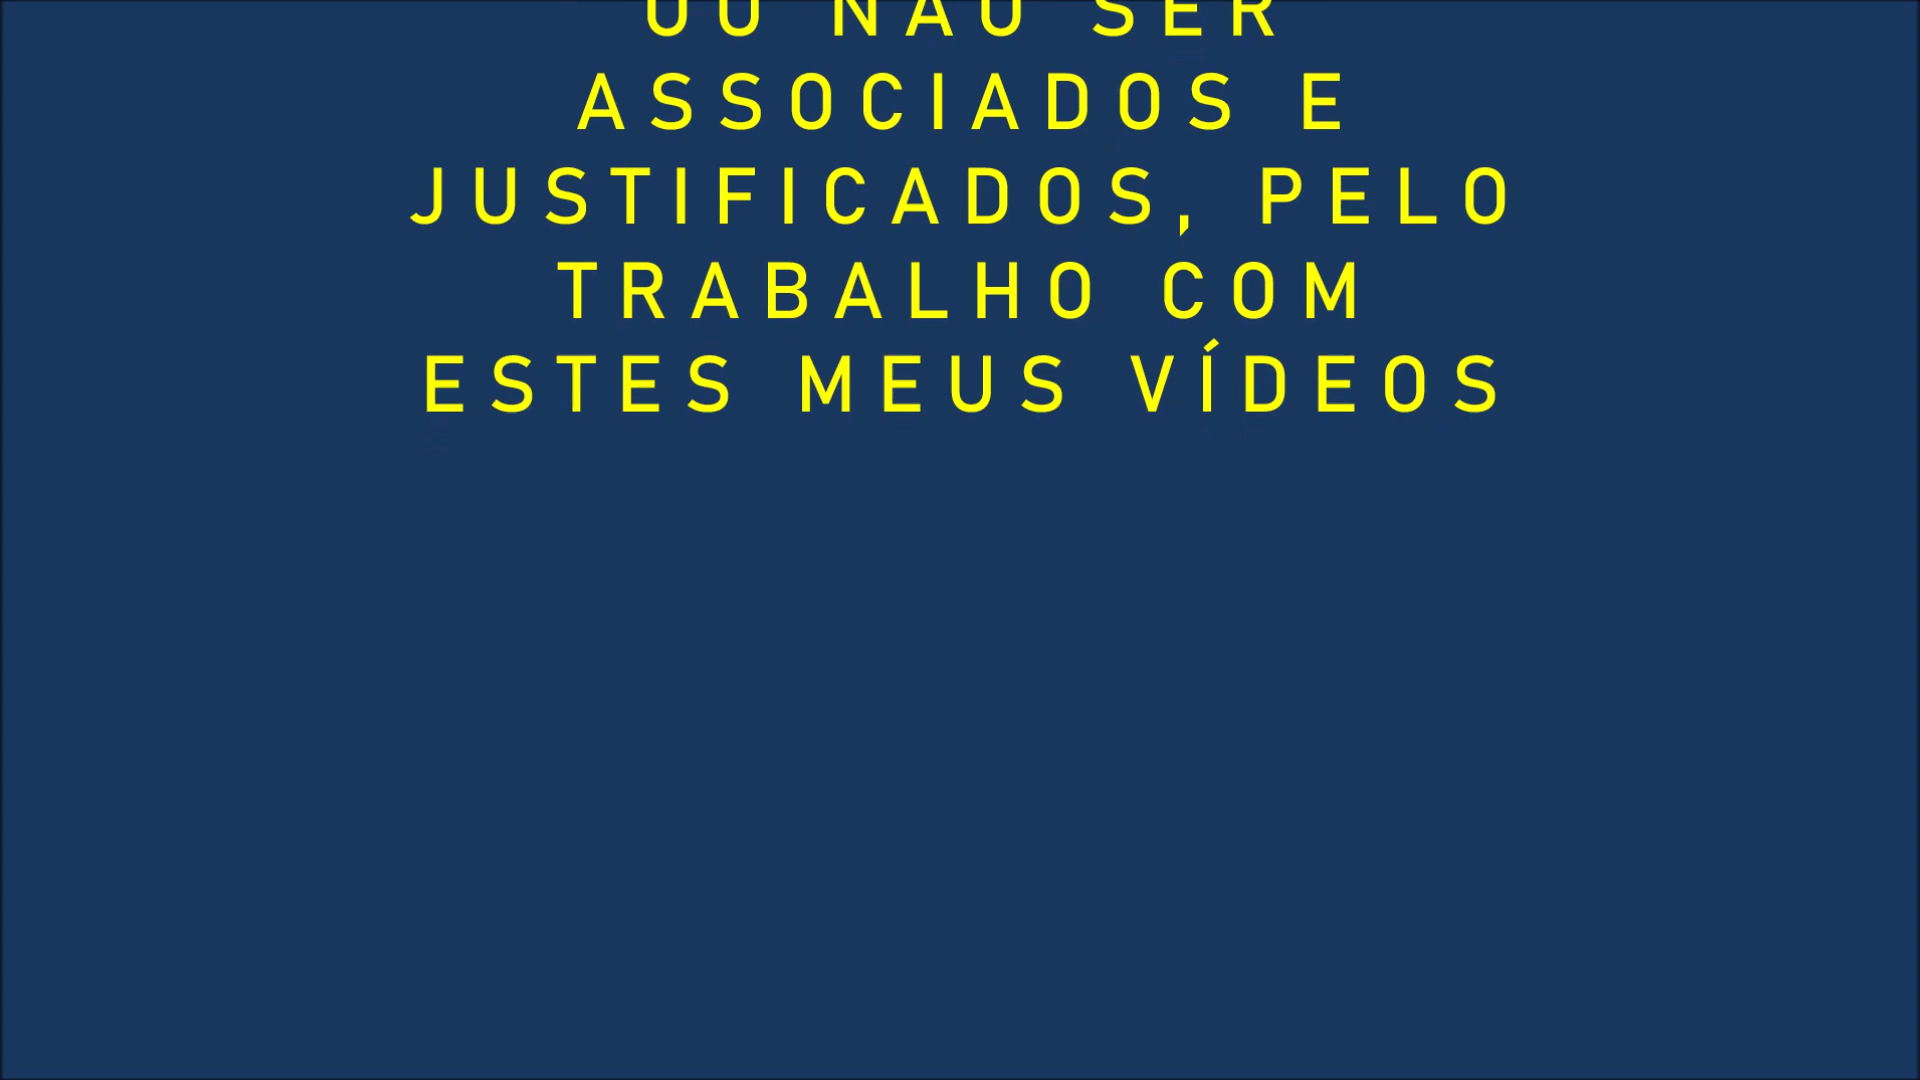 OU NÃO SER
ASSOCIADOS E
JUSTIFICADOS, PELO
TRABALHO COM
ESTES MEUS VÍDEOS